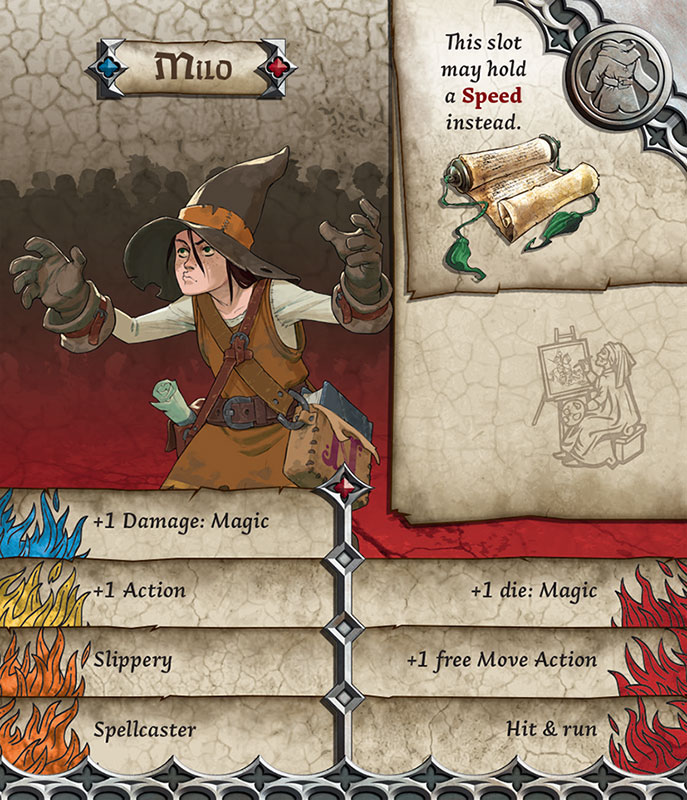 Milo
This slot
may hold
a Speed
instead.
+1 Damage: Magic
+1 Action
+1 die: Magic
Slippery
+1 free Move Action
Spellcaster
Hit & run